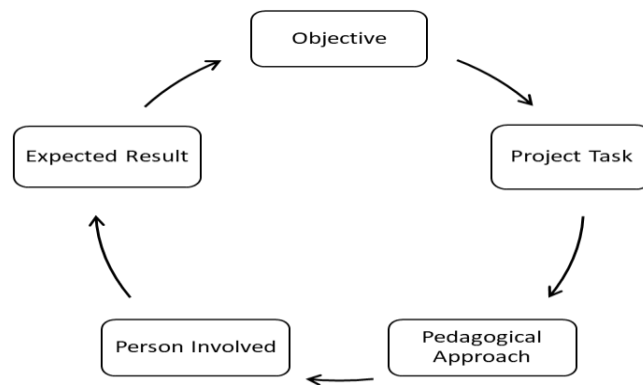 Objective
Project Task
Pedagogical
Approach
Person Involved
Expected Result